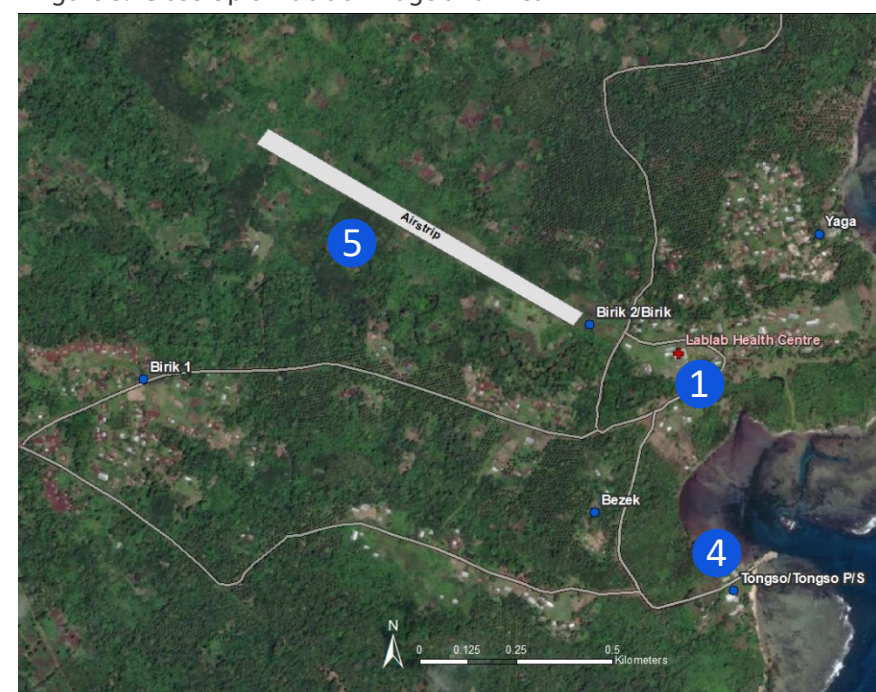 Yaga
5
Airstrip
Birik 2/Birik
Lablab Health Centre
Birik 1
1
Bezek
4
Tongso/Tongso P/S
N
0 0.125 0.25 0.5
Kilometers